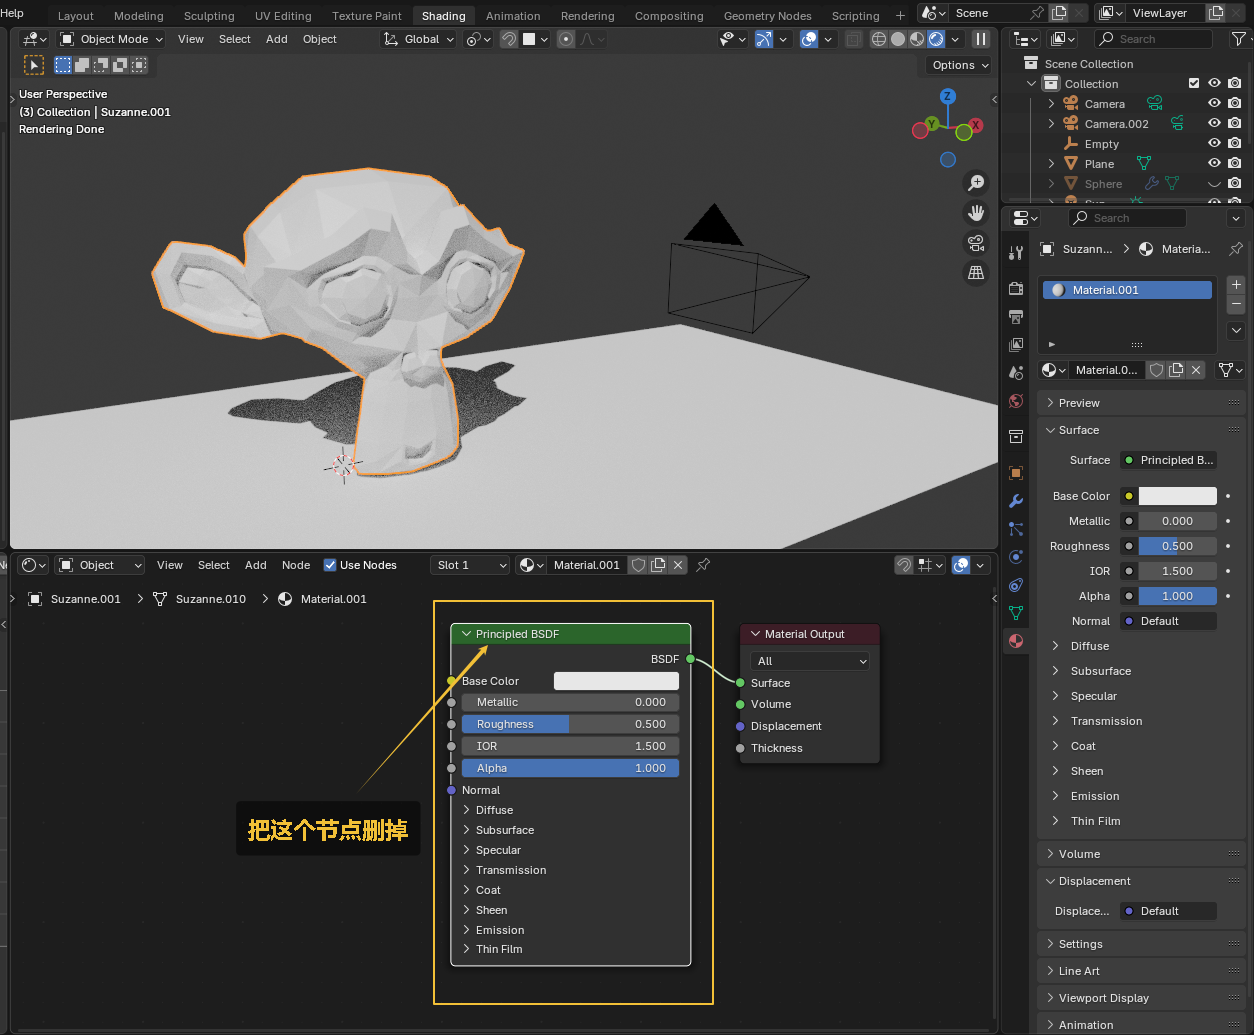 Help
Layout
Modeling
Sculpting
UV Editing
Texture Paint
Shading
Animation
Rendering
Compositing
Geometry Nodes
Scripting
Scene
ViewLayer
Object Mode
View
Select
Add
Object
Global
Search
Options
User Perspective
(3) Collection | Suzanne.001
Rendering Done
Z
Y
X
Scene Collection
Collection
Camera
Camera.002
Empty
Plane
Sphere
Search
Suzann...
Materia...
Material.001
Material.0...
Preview
Surface
Surface
Principled B...
Base Color
Metallic
0.000
Roughness
0.500
IOR
1.500
Alpha
1.000
Normal
Default
Diffuse
Subsurface
Specular
Transmission
Coat
Sheen
Emission
Thin Film
Volume
Displacement
Displace...
Default
Settings
Line Art
Viewport Display
Animation
Object
View
Select
Add
Node
Use Nodes
Slot 1
Material.001
Suzanne.001
Suzanne.010
Material.001
Principled BSDF
BSDF
Base Color
Metallic
0.000
Roughness
0.500
IOR
1.500
Alpha
1.000
Normal
Diffuse
Subsurface
Specular
Transmission
Coat
Sheen
Emission
Thin Film
Material Output
All
Surface
Volume
Displacement
Thickness
把这个节点删掉